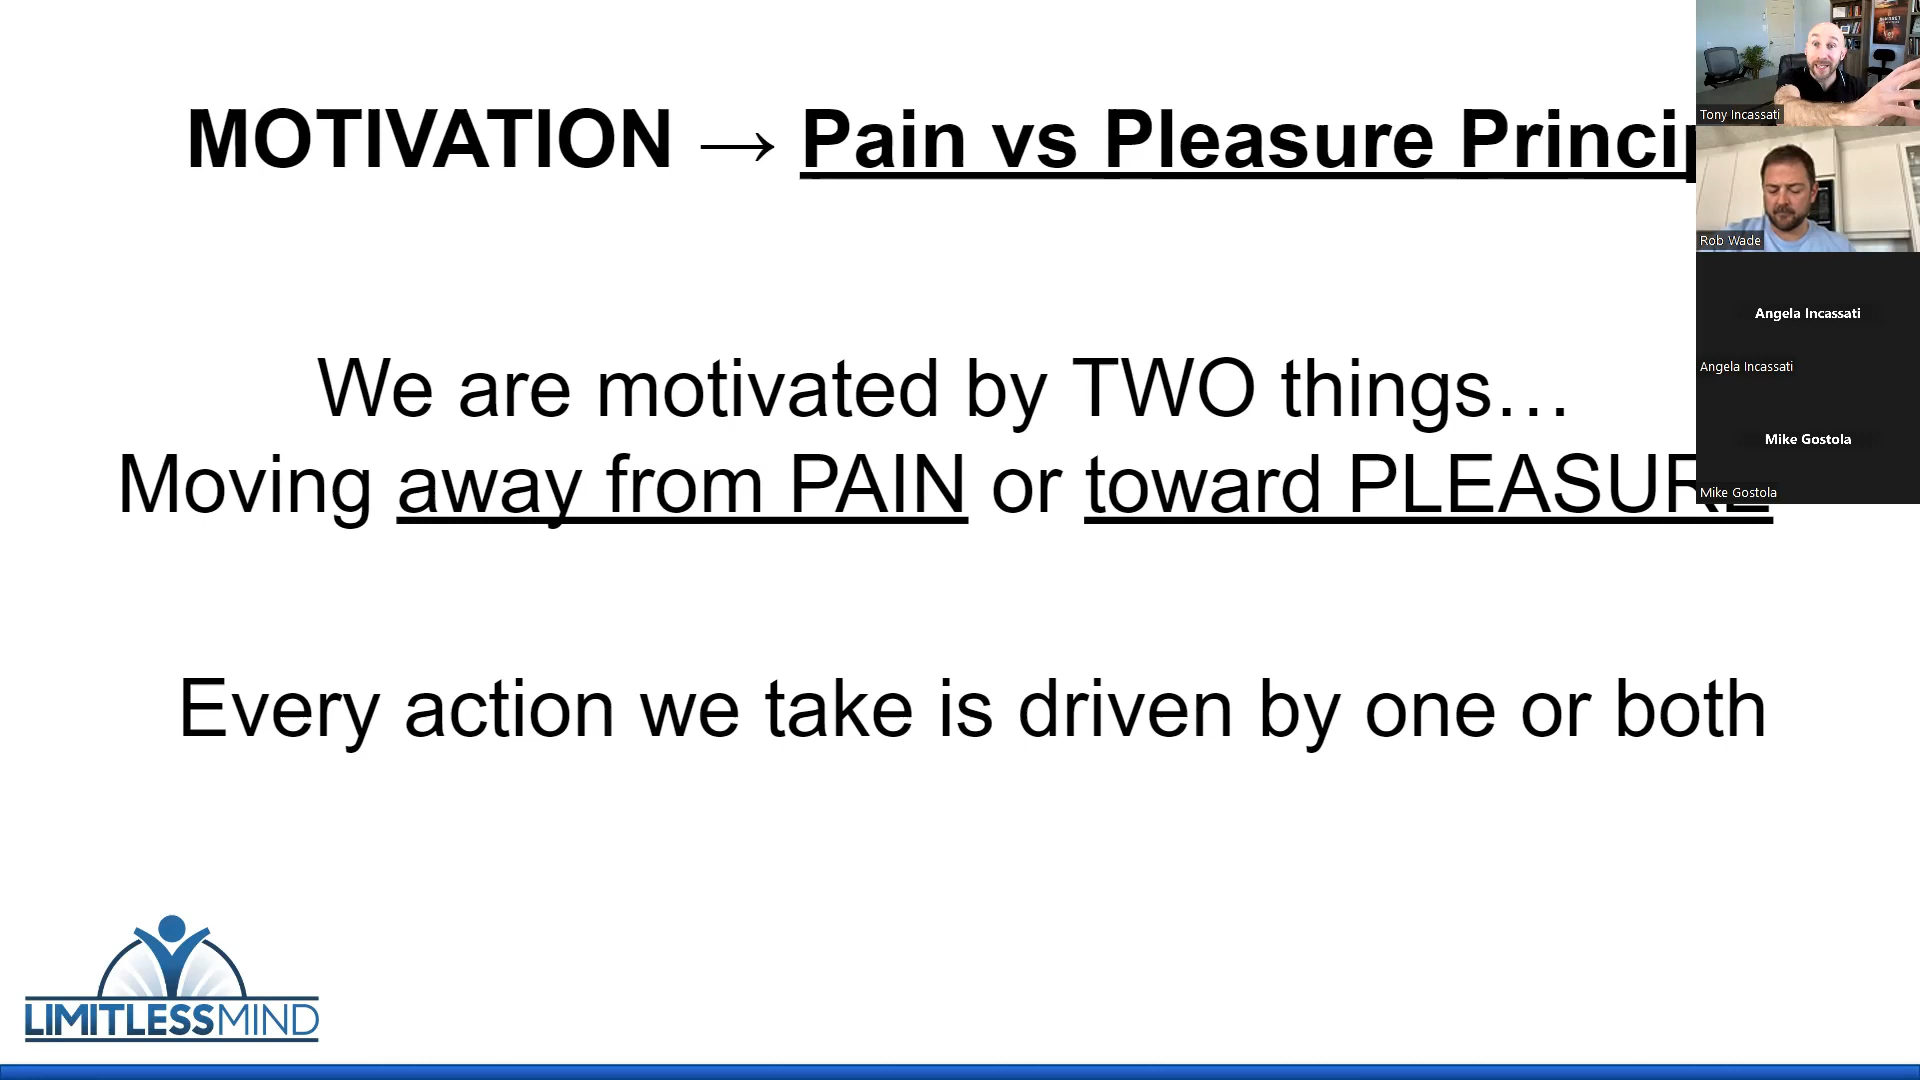 MOTIVATION → Pain vs Pleasure Princip
We are motivated by TWO things…
Moving away from PAIN or toward PLEASURE
Every action we take is driven by one or both
LIMITLESSMIND
Tony Incassati
Rob Wade
Angela Incassati
Angela Incassati
Mike Gostola
Mike Gostola